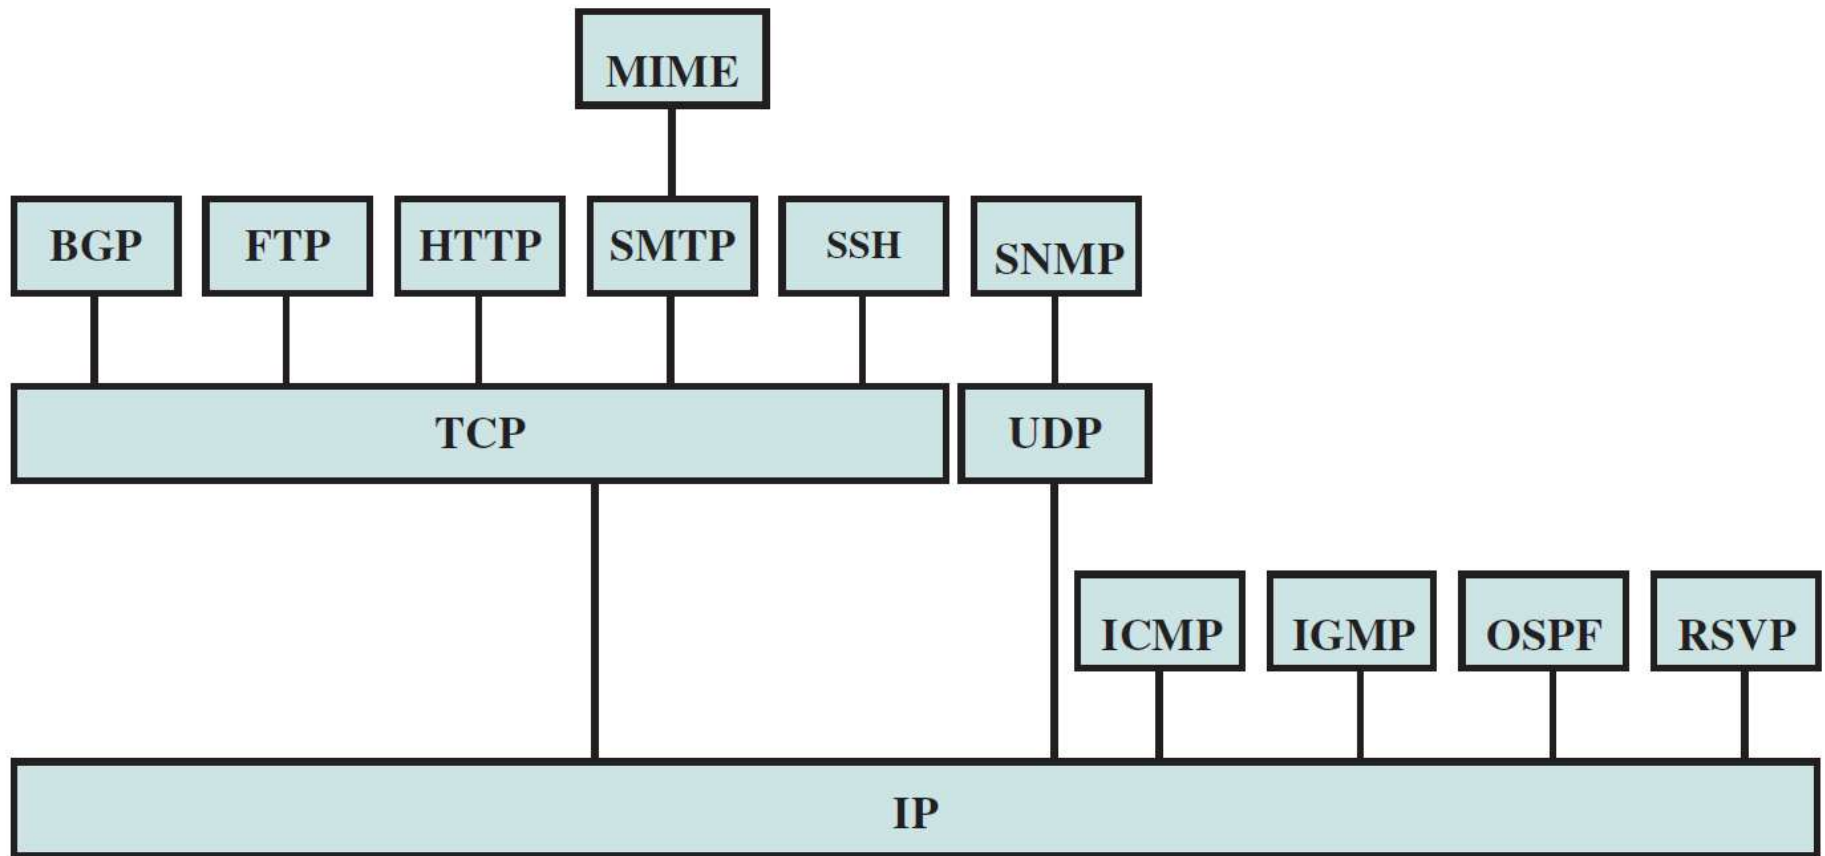 MIME
BGP FTP HTTP SMTP SSH SNMP
TCP UDP
ICMP IGMP OSPF RSVP
IP